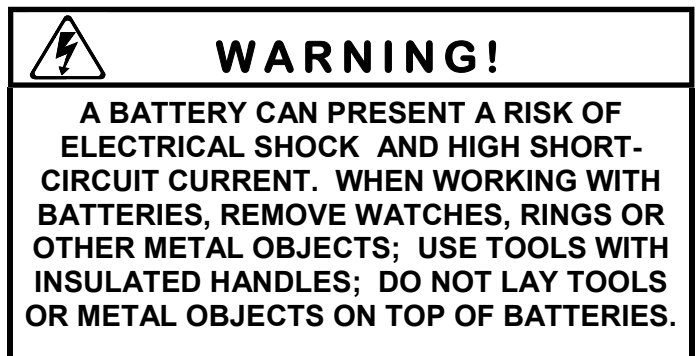 WARNING!
A BATTERY CAN PRESENT A RISK OF
ELECTRICAL SHOCK  AND HIGH SHORT-
CIRCUIT CURRENT.  WHEN WORKING WITH
BATTERIES, REMOVE WATCHES, RINGS OR
OTHER METAL OBJECTS;  USE TOOLS WITH
INSULATED HANDLES;  DO NOT LAY TOOLS
OR METAL OBJECTS ON TOP OF BATTERIES.